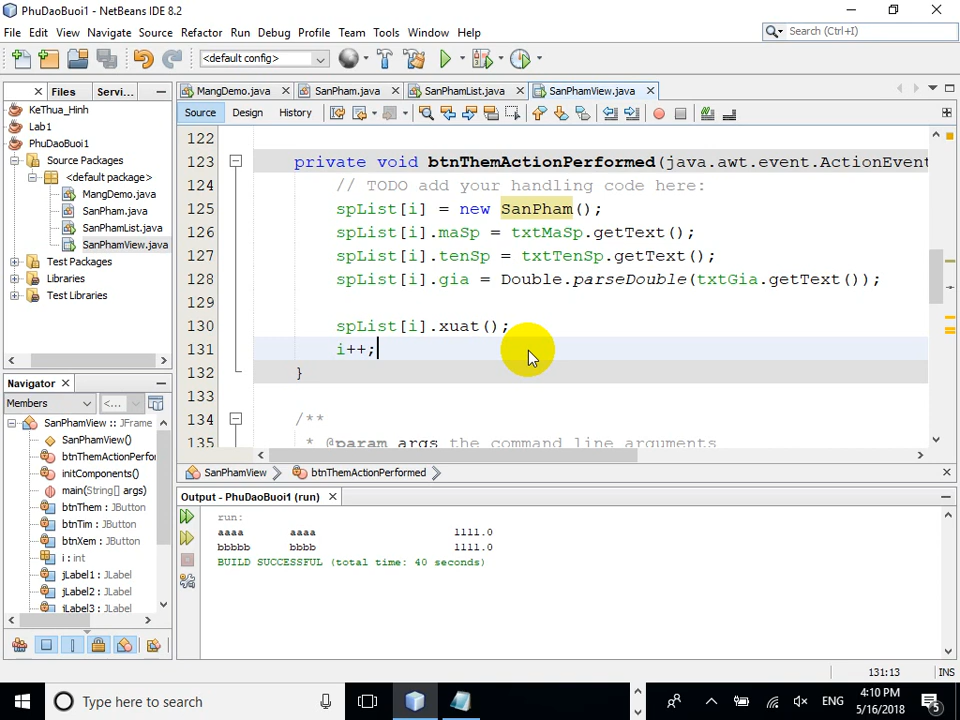 PhuDaoBuoi1 - NetBeans IDE 8.2
File Edit View Navigate Source Refactor Run Debug Profile Team Tools Window Help
Search (Ctrl+I)
<default config>
Files Servi...
MangDemo.java SanPham.java SanPhamList.java SanPhamView.java
KeThua_Hinh
Lab1
PhuDaoBuoi1
Source Packages
<default package>
MangDemo.java
SanPham.java
SanPhamList.java
SanPhamView.java
Test Packages
Libraries
Test Libraries
Source Design History
122
123 private void btnThemActionPerformed(java.awt.event.ActionEvent
124 // TODO add your handling code here:
125 spList[i] = new SanPham();
126 spList[i].maSp = txtMaSp.getText();
127 spList[i].tenSp = txtTenSp.getText();
128 spList[i].gia = Double.parseDouble(txtGia.getText());
129
130 spList[i].xuat();
131 i++;
132 }
133
134 /**
135 * @param args the command line arguments
Navigator
Members <...
SanPhamView :: JFrame
SanPhamView()
btnThemActionPerfor
initComponents()
main(String[] args)
btnThem : JButton
btnTim : JButton
btnXem : JButton
i : int
jLabel1 : JLabel
jLabel2 : JLabel
jLabel3 : JLabel
SanPhamView btnThemActionPerformed
Output - PhuDaoBuoi1 (run)
run:
aaaa aaaa 1111.0
bbbbb bbbb 1111.0
BUILD SUCCESSFUL (total time: 40 seconds)
131:13 INS
Type here to search
ENG
4:10 PM
5/16/2018
5